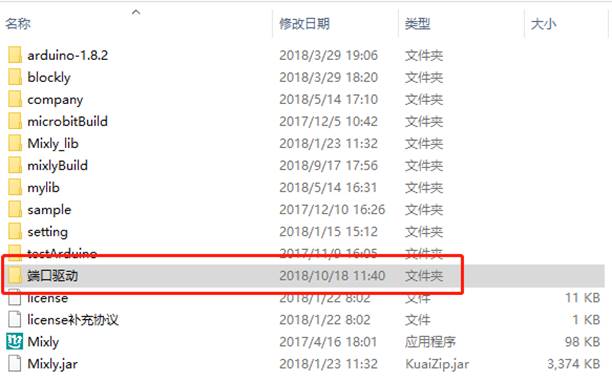 名称 修改日期 类型 大小
arduino-1.8.2 2018/3/29 19:06 文件夹
blockly 2018/3/29 18:20 文件夹
company 2018/5/14 17:10 文件夹
microbitBuild 2017/12/5 10:42 文件夹
Mixly_lib 2018/1/23 11:32 文件夹
mixlyBuild 2018/9/17 17:56 文件夹
mylib 2018/5/14 16:31 文件夹
sample 2017/12/10 16:26 文件夹
setting 2018/1/15 15:12 文件夹
testArduino 2017/11/9 16:05 文件夹
端口驱动 2018/10/18 11:40 文件夹
license 2018/1/22 8:02 文件 11 KB
license补充协议 2018/1/22 8:02 文件 1 KB
Mixly 2017/4/16 18:01 应用程序 98 KB
Mixly.jar 2018/1/23 11:32 KuaiZip.jar 3,374 KB